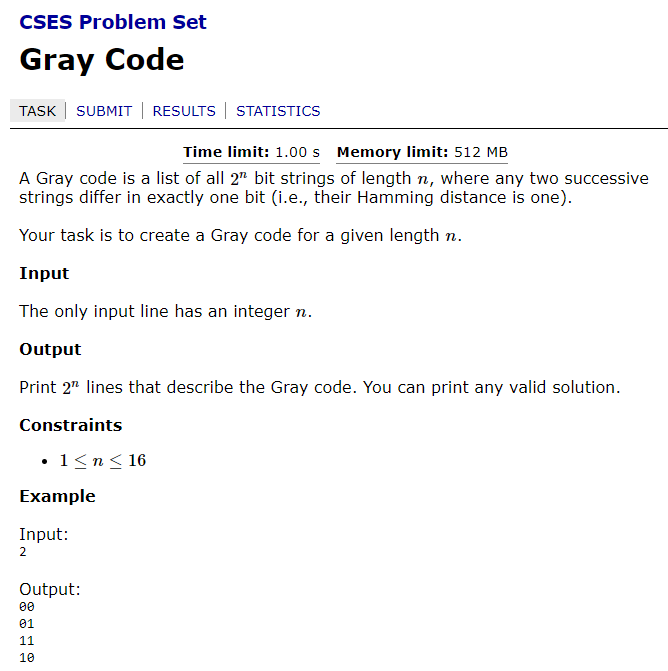 CSES Problem Set
Gray Code
TASK | SUBMIT | RESULTS | STATISTICS
Time limit: 1.00 s Memory limit: 512 MB
A Gray code is a list of all 2ⁿ bit strings of length n, where any two successive
strings differ in exactly one bit (i.e., their Hamming distance is one).
Your task is to create a Gray code for a given length n.
Input
The only input line has an integer n.
Output
Print 2ⁿ lines that describe the Gray code. You can print any valid solution.
Constraints
• 1 ≤ n ≤ 16
Example
Input:
2
Output:
00
01
11
10